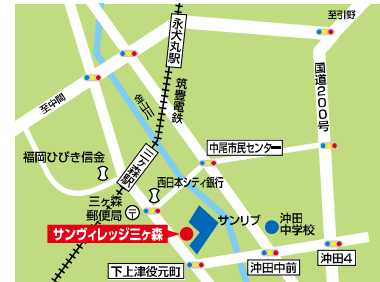 至引野
永犬丸駅
国道200号
筑豊電鉄
至中間
金山川
中尾市民センター
福岡ひびき信金
三ヶ森駅
西日本シティ銀行
三ヶ森
郵便局
サンリブ
沖田
中学校
サンヴィレッジ三ヶ森
沖田4
下上津役元町
沖田中前